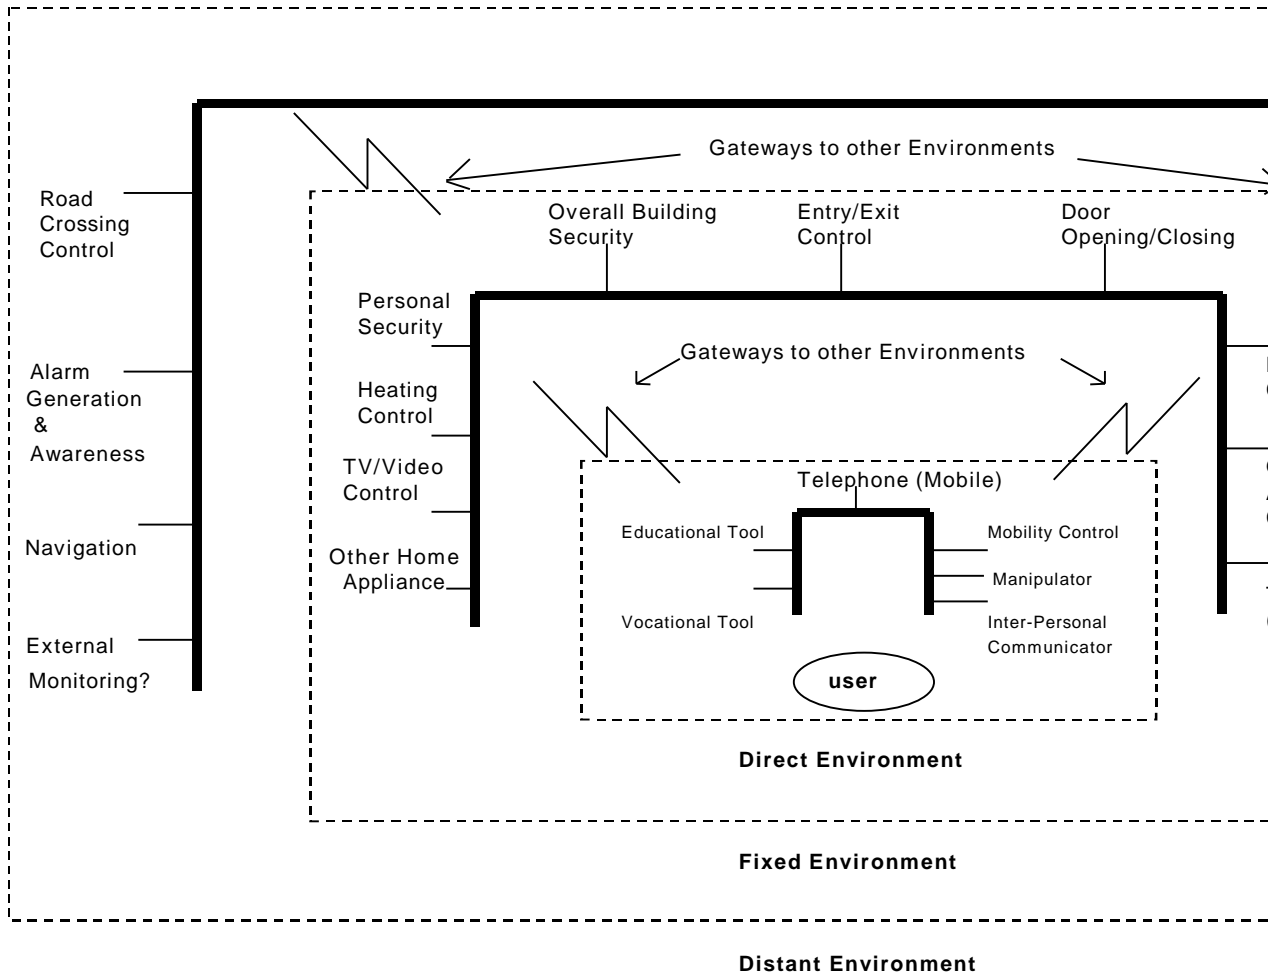 Gateways to other Environments
Road
Crossing
Control
Overall Building
Security
Entry/Exit
Control
Door
Opening/Closing
Personal
Security
Gateways to other Environments
Alarm
Generation
&
Awareness
Heating
Control
TV/Video
Control
Telephone (Mobile)
Educational Tool
Mobility Control
Navigation
Other Home
Appliance
Manipulator
Vocational Tool
Inter-Personal
Communicator
External
Monitoring?
user
Direct Environment
Fixed Environment
Distant Environment